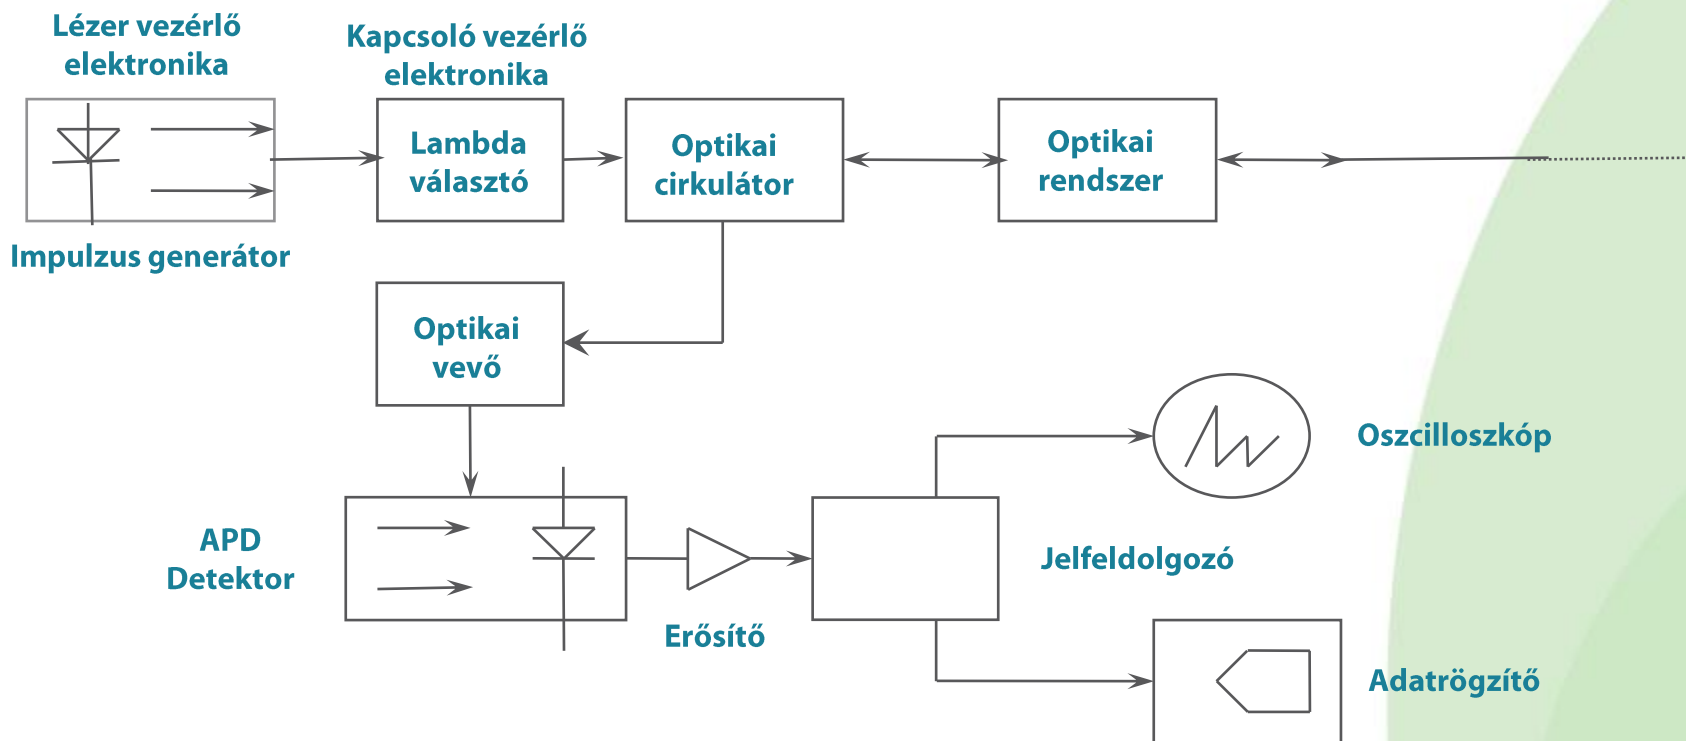 Lézer vezérlő
elektronika
Kapcsoló vezérlő
elektronika
Lambda
választó
Optikai
cirkulátor
Optikai
rendszer
Impulzus generátor
Optikai
vevő
Oszcilloszkóp
APD
Detektor
Jelfeldolgozó
Erősítő
Adatrögzítő